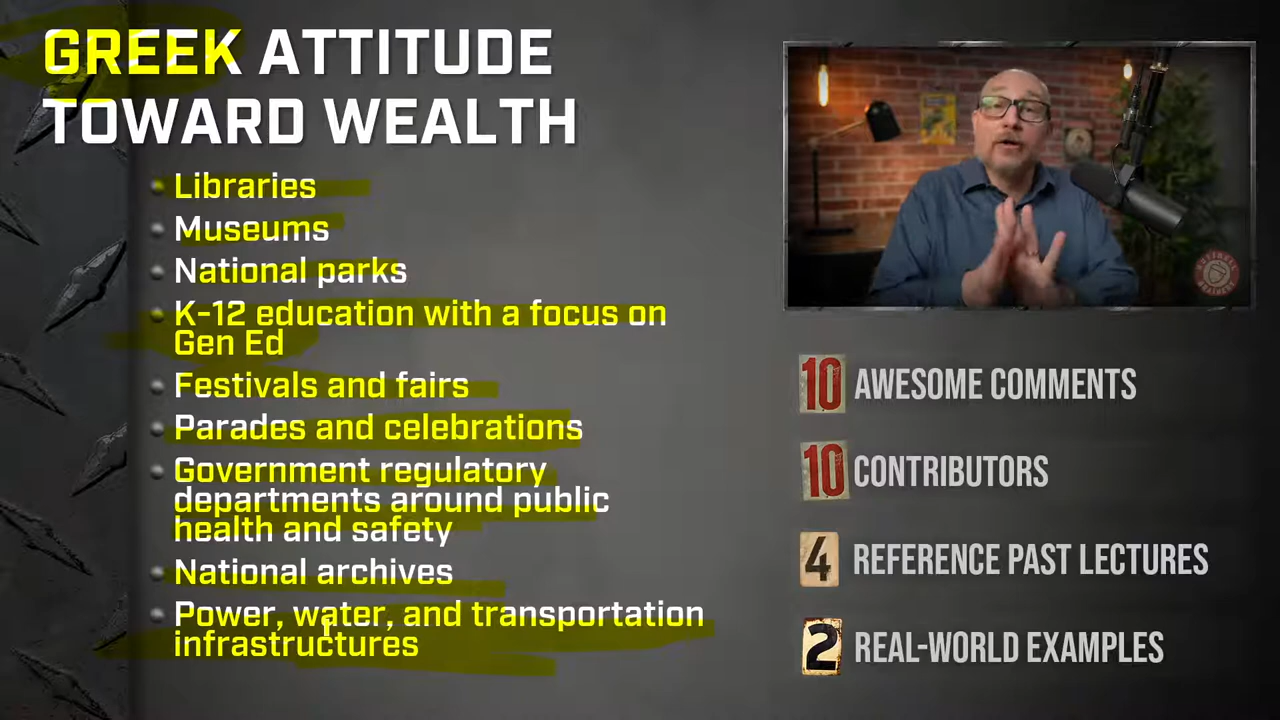 GREEK ATTITUDE
TOWARD WEALTH
• Libraries
• Museums
• National parks
• K-12 education with a focus on
Gen Ed
• Festivals and fairs
• Parades and celebrations
• Government regulatory
departments around public
health and safety
• National archives
• Power, water, and transportation
infrastructures
10 AWESOME COMMENTS
10 CONTRIBUTORS
4 REFERENCE PAST LECTURES
2 REAL-WORLD EXAMPLES